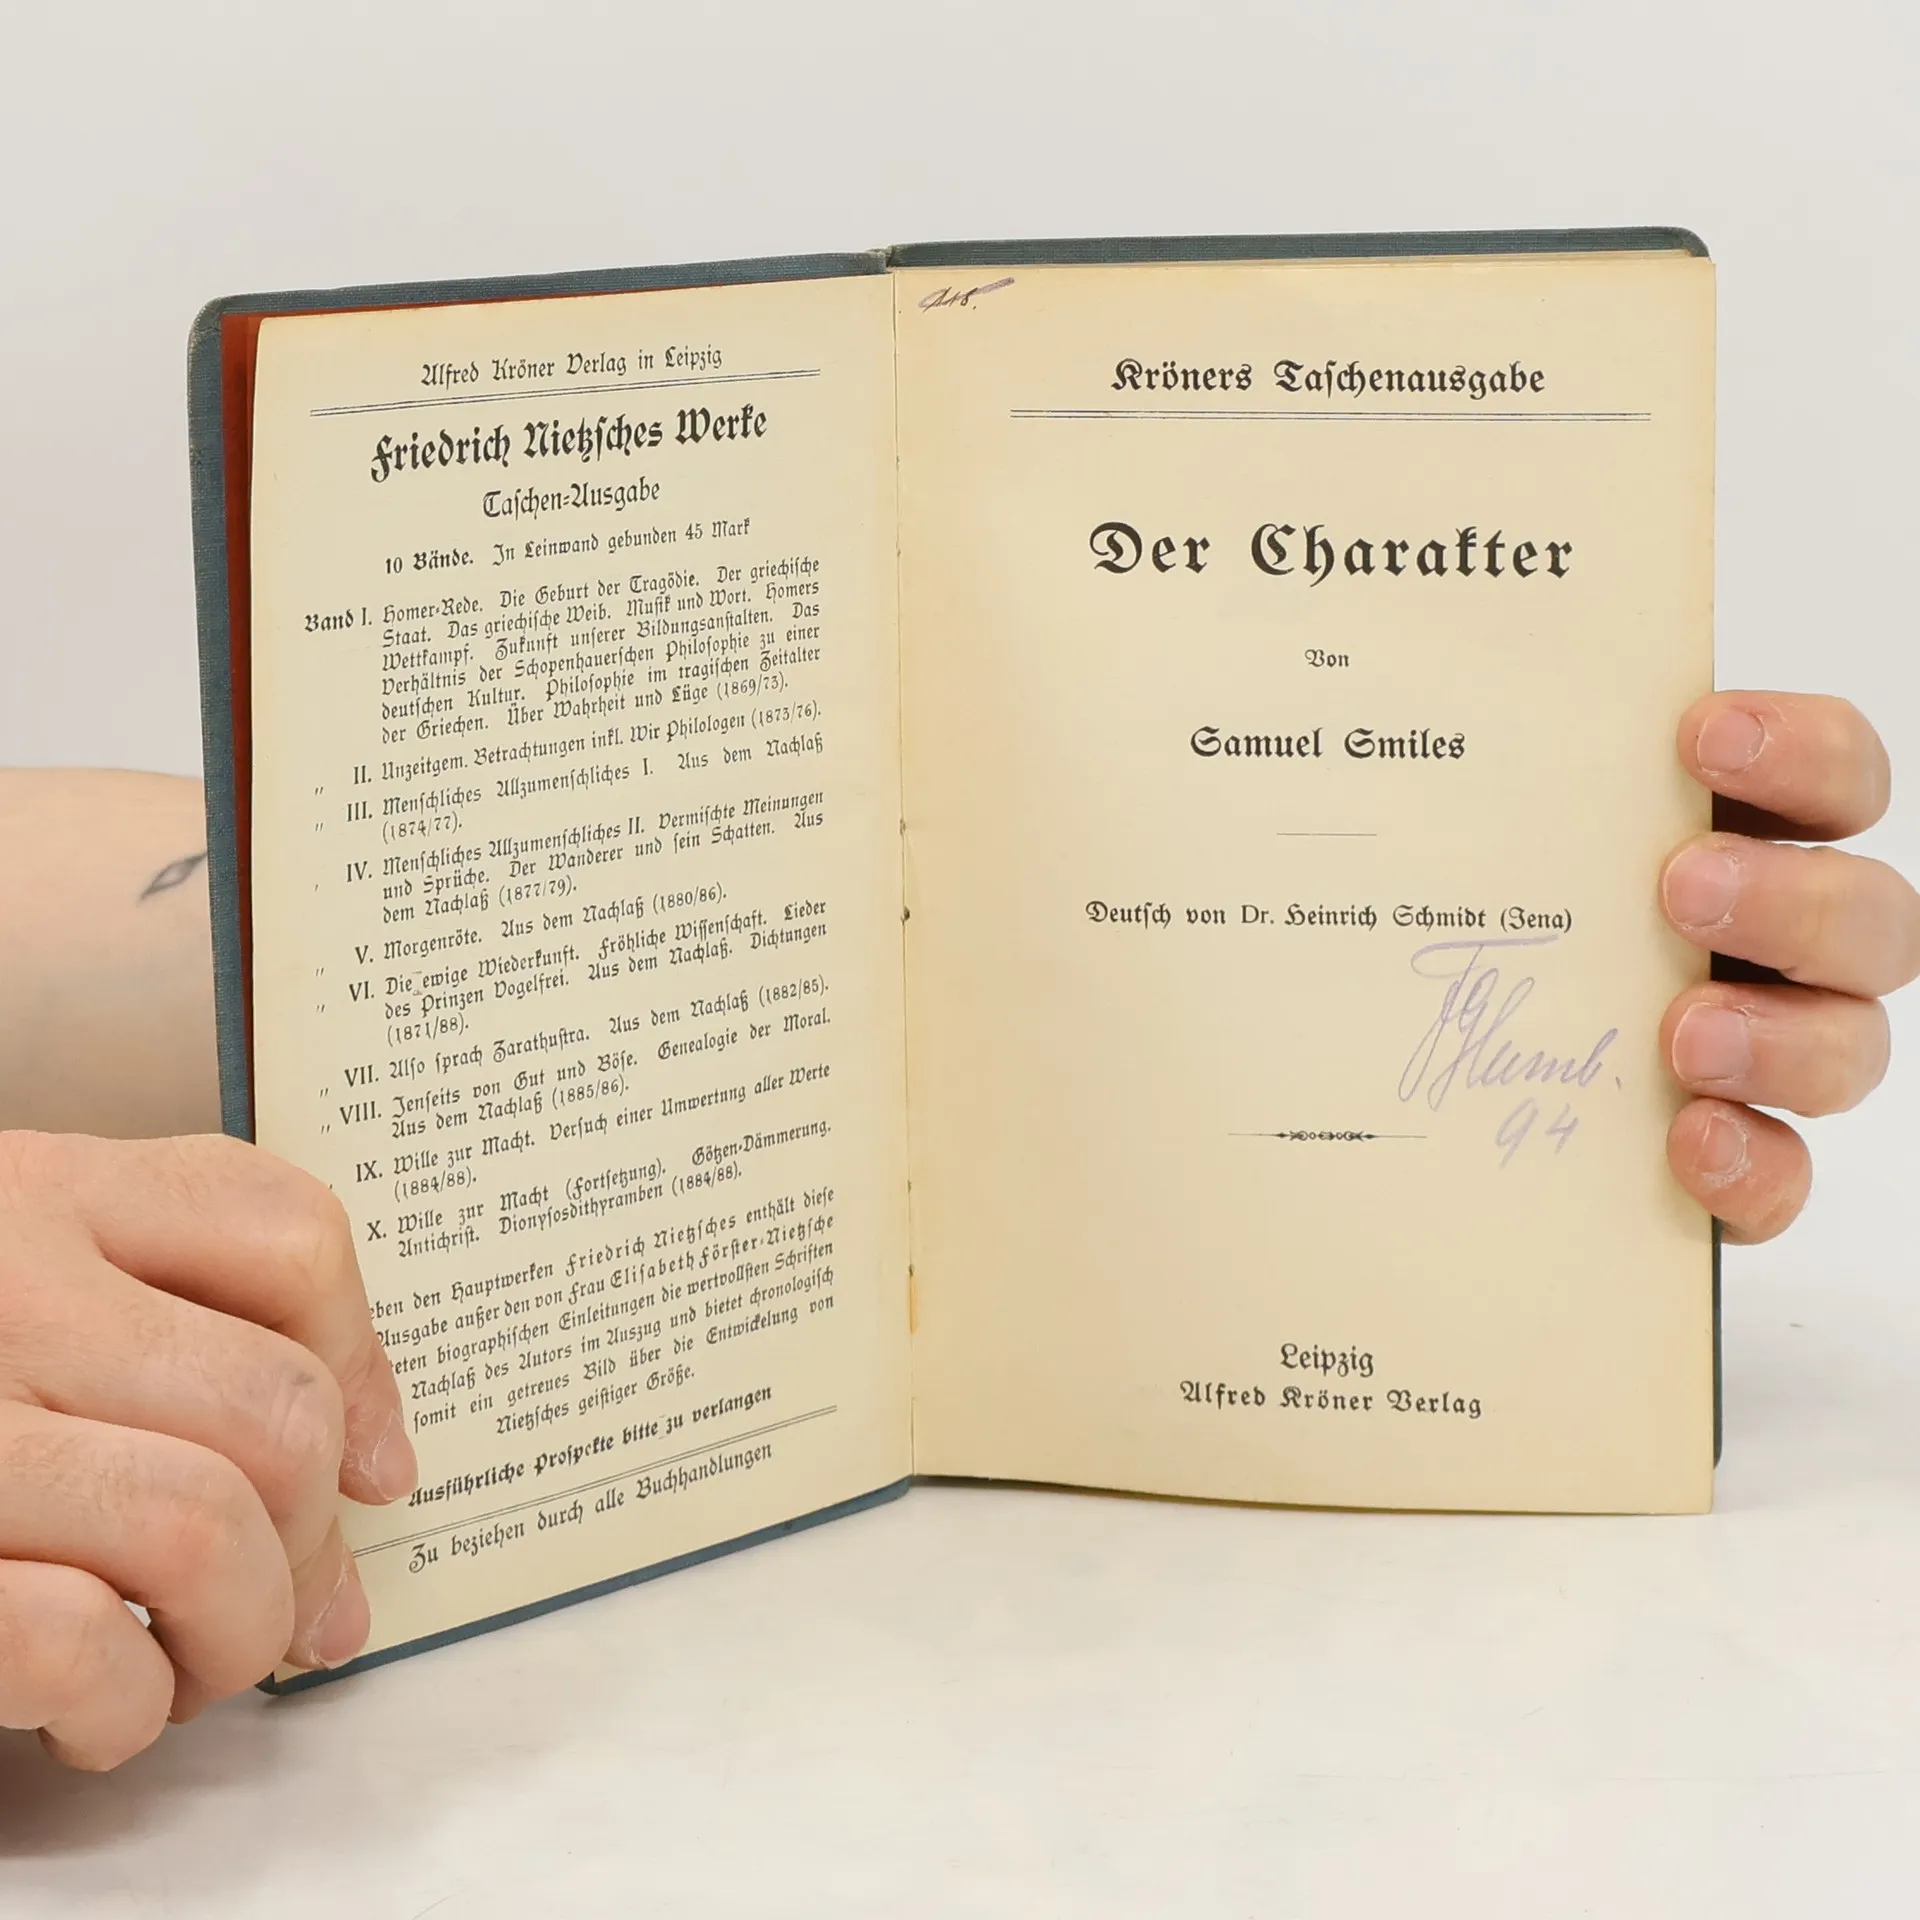 Alfred Kröner Verlag in Leipzig
Friedrich Nietzsches Werke
Taschen-Ausgabe
10 Bände. In Leinwand gebunden 45 Mark
Band I. Homer-Rede. Die Geburt der Tragödie. Der griechische
Staat. Das griechische Weib. Musik und Wort. Homers
Wettkampf. Zukunft unserer Bildungsanstalten. Das
Verhältnis der Schopenhauerschen Philosophie zu einer
deutschen Kultur. Philosophie im tragischen Zeitalter
der Griechen. Über Wahrheit und Lüge (1869/73).
„ II. Unzeitgem. Betrachtungen inkl. Wir Philologen (1873/76).
„ III. Menschliches Allzumenschliches I. Aus dem Nachlaß
(1874/77).
IV. Menschliches Allzumenschliches II. Vermischte Meinungen
und Sprüche. Der Wanderer und sein Schatten. Aus
dem Nachlaß (1877/79).
„ V. Morgenröte. Aus dem Nachlaß (1880/86).
„ VI. Die ewige Wiederkunft. Fröhliche Wissenschaft. Lieder
des Prinzen Vogelfrei. Aus dem Nachlaß. Dichtungen
(1871/88).
„ VII. Also sprach Zarathustra. Aus dem Nachlaß (1882/85).
„ VIII. Jenseits von Gut und Böse. Genealogie der Moral.
Aus dem Nachlaß (1885/86).
IX. Wille zur Macht. Versuch einer Umwertung aller Werte
(1884/88).
X. Wille zur Macht (Fortsetzung). Götzen-Dämmerung.
Antichrist. Dionysosdithyramben (1884/88).
eben den Hauptwerken Friedrich Nietzsches enthält diese
Ausgabe außer den von Frau Elisabeth Förster-Nietzsche
teten biographischen Einleitungen die wertvollsten Schriften
Nachlaß des Autors im Auszug und bietet chronologisch
somit ein getreues Bild über die Entwickelung von
Nietzsches geistiger Größe.
Ausführliche Prospekte bitte zu verlangen
Zu beziehen durch alle Buchhandlungen
Kröners Taschenausgabe
Der Charakter
Von
Samuel Smiles
Deutsch von Dr. Heinrich Schmidt (Jena)
94
Leipzig
Alfred Kröner Verlag